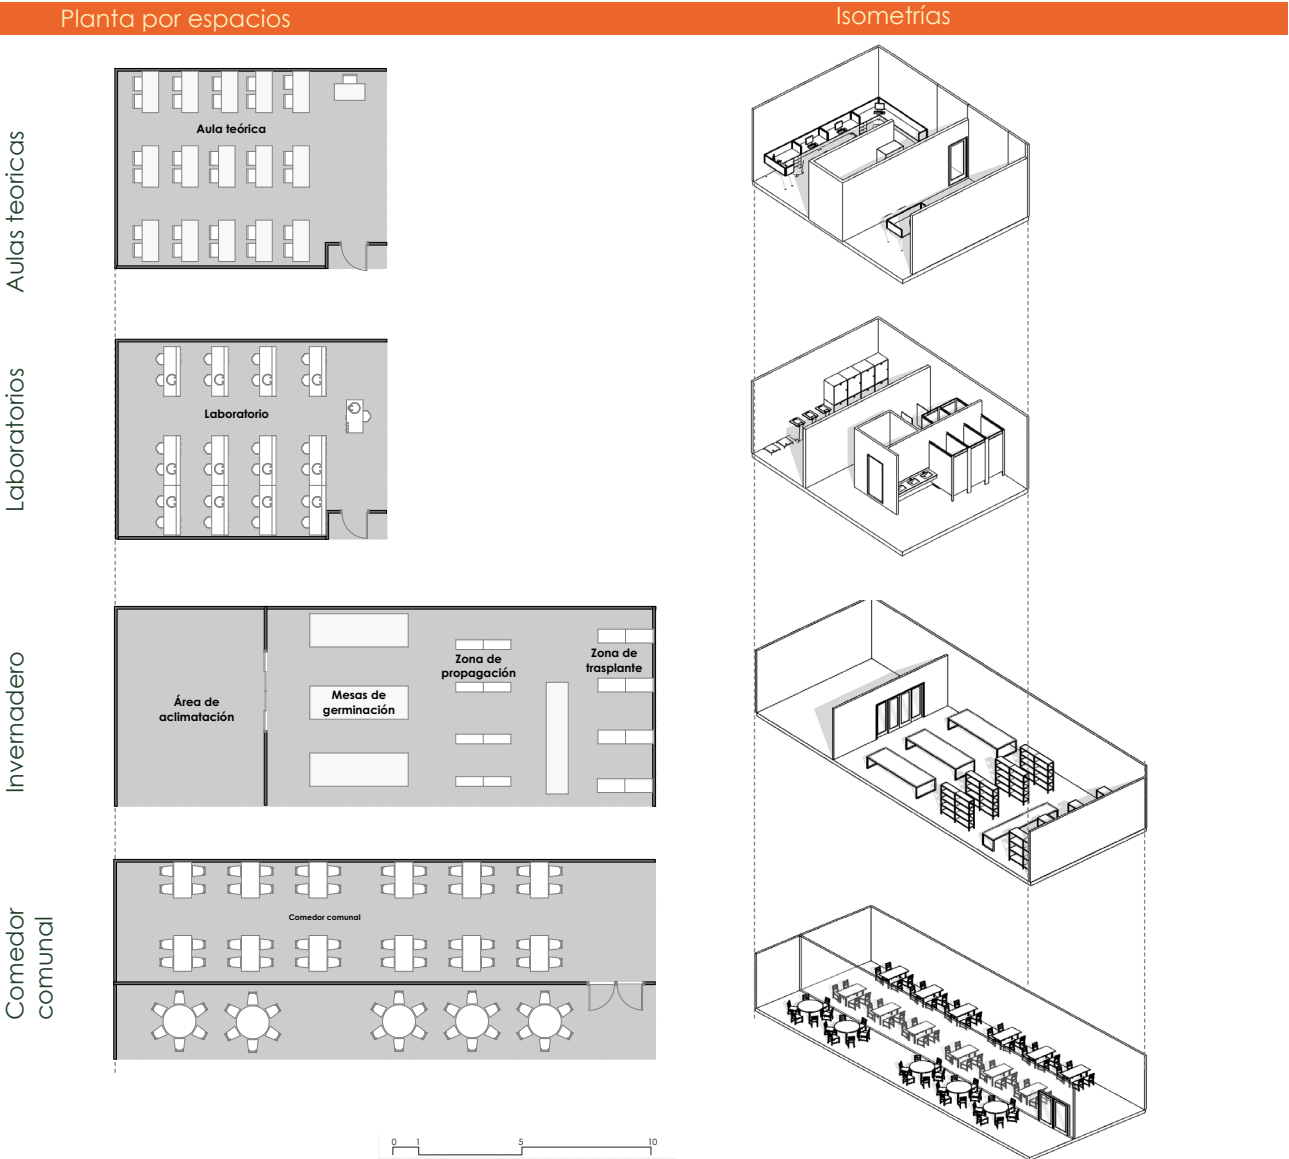 Planta por espacios
Isometrías
Aulas teoricas
Aula teórica
Laboratorios
Laboratorio
Invernadero
Área de
aclimatación
Mesas de
germinación
Zona de
propagación
Zona de
trasplante
Comedor
comunal
Comedor comunal
0 1 5 10